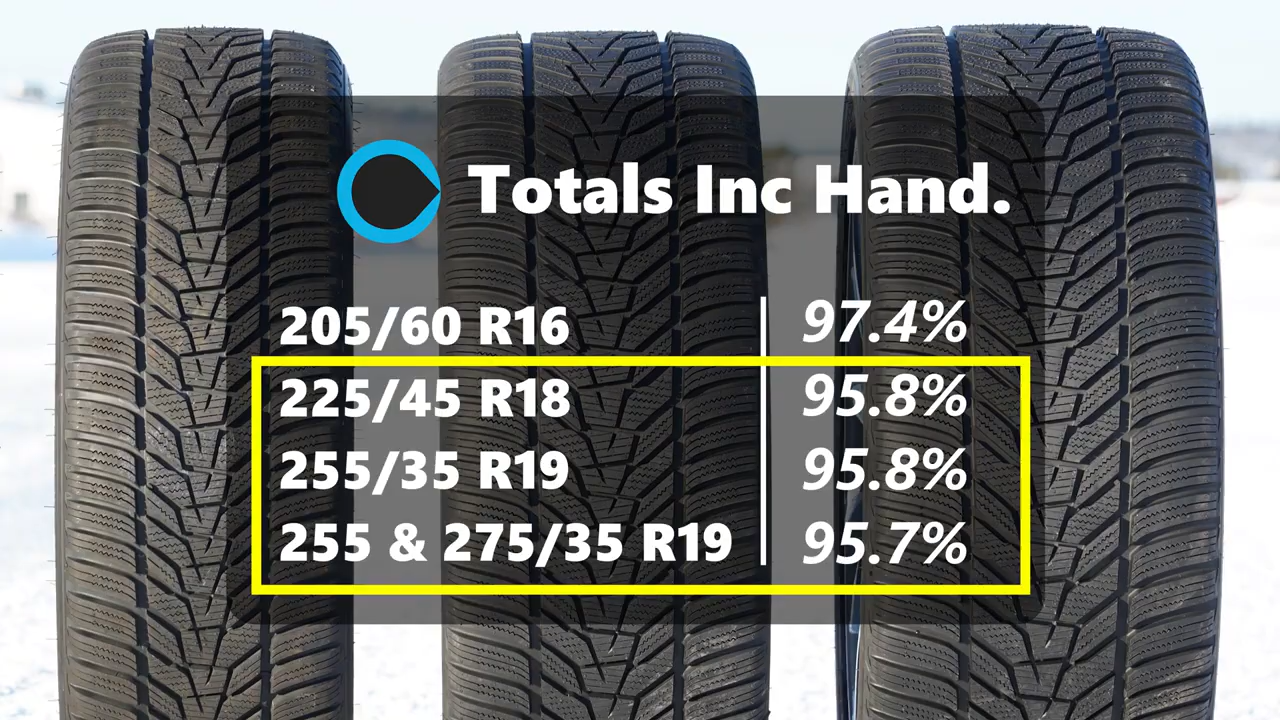 Totals Inc Hand.
205/60 R16 97.4%
225/45 R18 95.8%
255/35 R19 95.8%
255 & 275/35 R19 95.7%